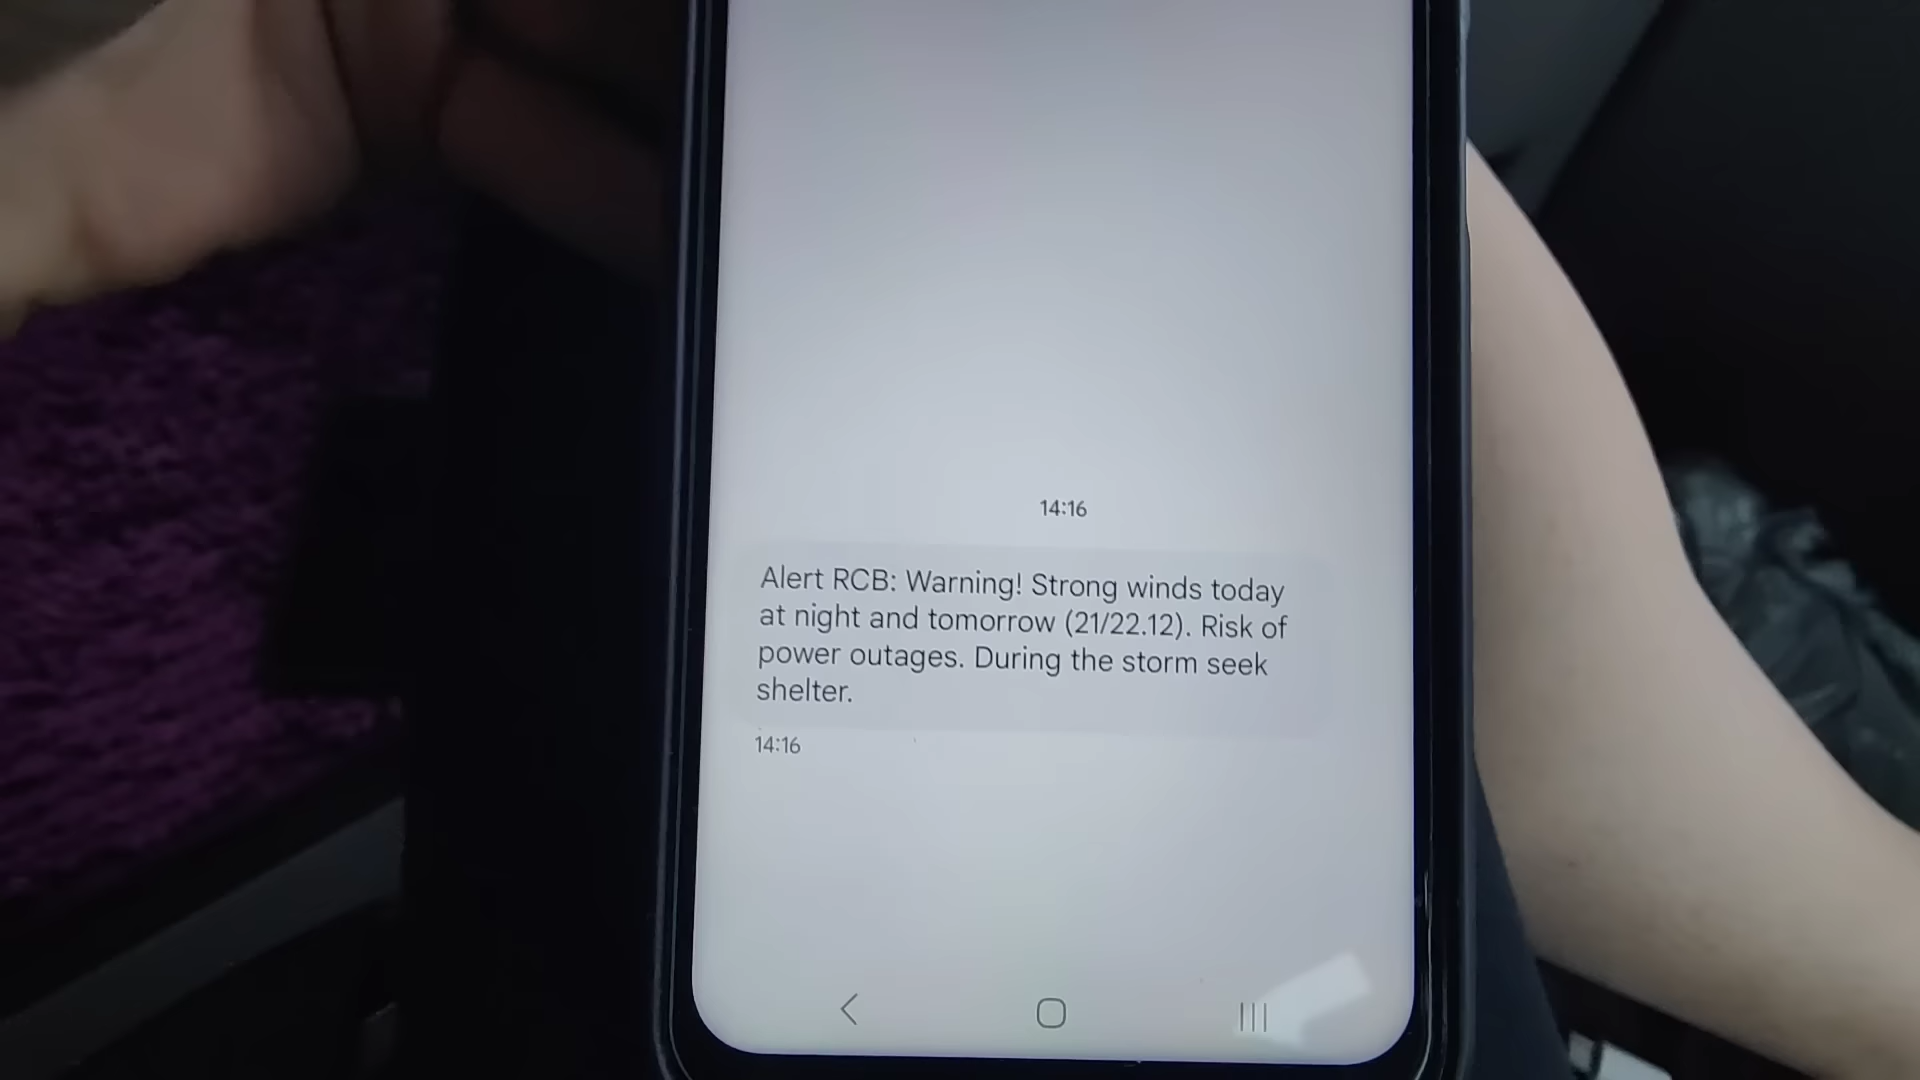 14:16
Alert RCB: Warning! Strong winds today
at night and tomorrow (21/22.12). Risk of
power outages. During the storm seek
shelter.
14:16